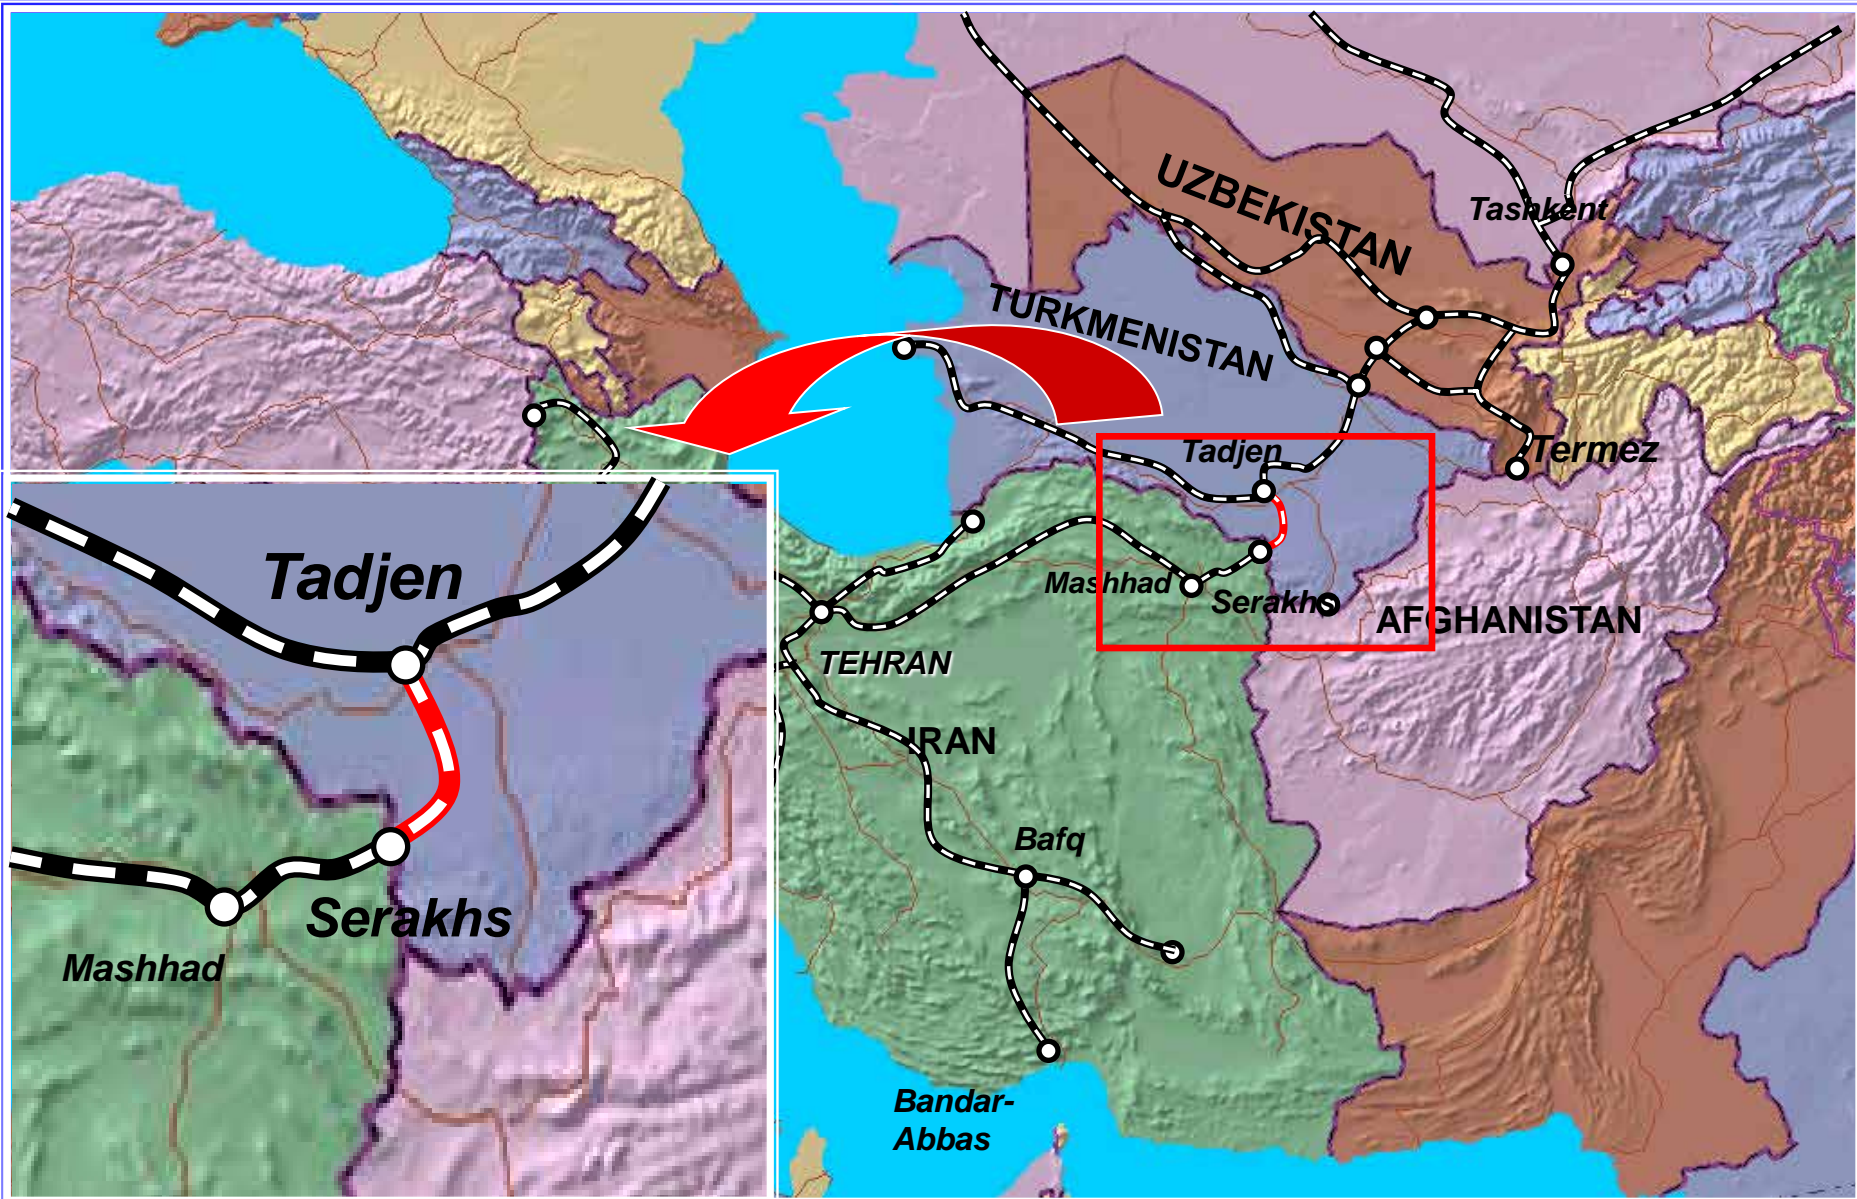 UZBEKISTAN
Tashkent
TURKMENISTAN
Tadjen
Termez
Mashhad
Serakhs
AFGHANISTAN
TEHRAN
IRAN
Bafq
Bandar-
Abbas
Tadjen
Serakhs
Mashhad